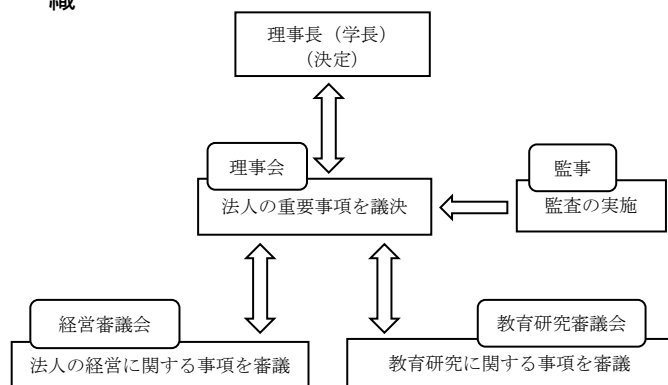 織
理事長（学長）
（決定）
理事会
監事
法人の重要事項を議決
監査の実施
経営審議会
教育研究審議会
法人の経営に関する事項を審議
教育研究に関する事項を審議